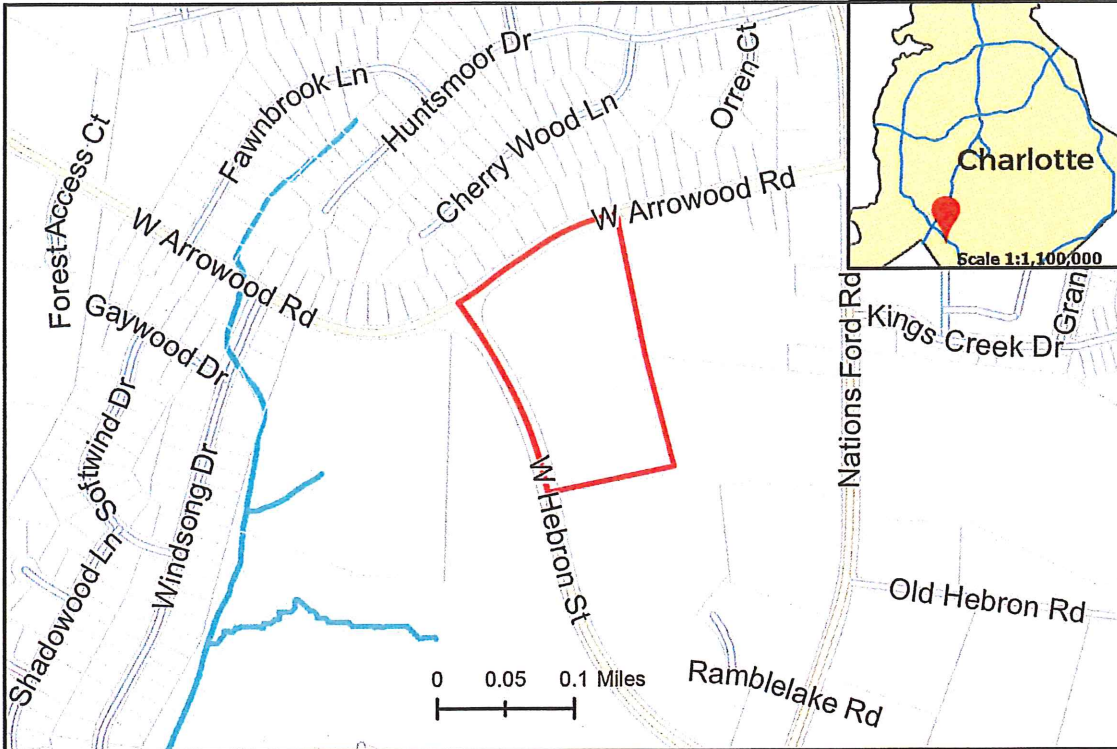 Fawnbrook Ln
Huntsmoor Dr
Cherry Wood Ln
Orren Ct
Forest Access Ct
W Arrowood Rd
W Arrowood Rd
Gaywood Dr
Softwind Dr
Windsong Dr
Shadowood Ln
W Hebron St
Nations Ford Rd
Kings Creek Dr
Gran
Old Hebron Rd
Ramblelake Rd
0 0.05 0.1 Miles
Charlotte
Scale 1:1,100,000